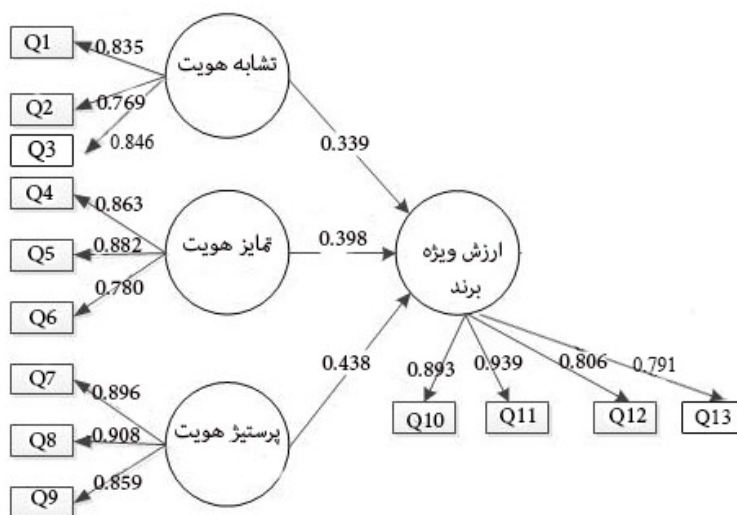 Q1
0.835
تشابه هویت
Q2
0.769
Q3
0.846
0.339
Q4
0.863
Q5
0.882
تمایز هویت
0.398
ارزش ویژه
برند
Q6
0.780
0.438
Q7
0.896
Q8
0.908
پرستیژ هویت
Q9
0.859
0.893
0.939
0.806
0.791
Q10
Q11
Q12
Q13